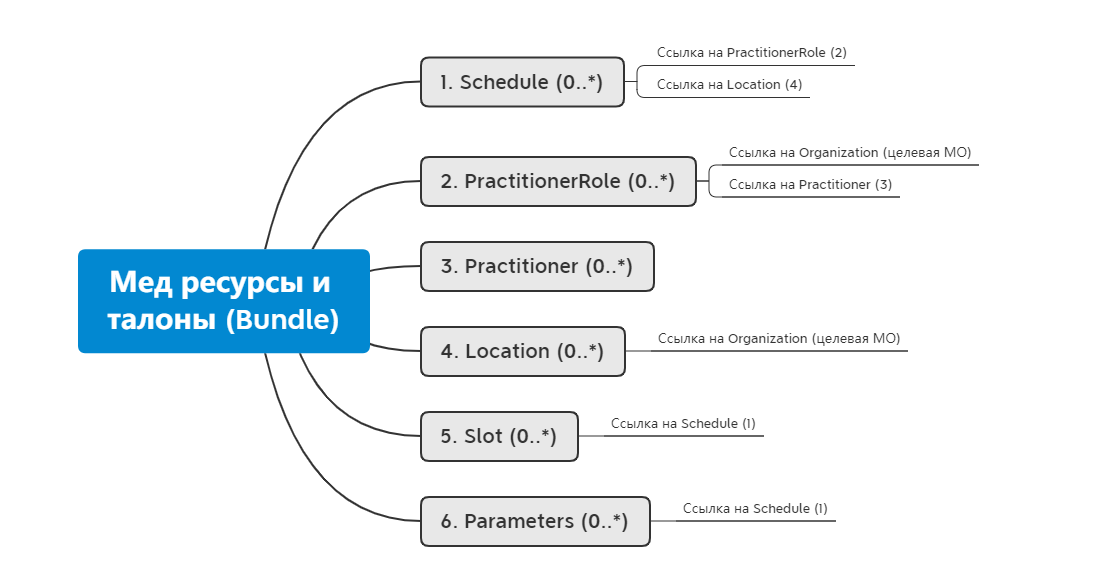 Мед ресурсы и
талоны (Bundle)
1. Schedule (0..*)
Ссылка на PractitionerRole (2)
Ссылка на Location (4)
2. PractitionerRole (0..*)
Ссылка на Organization (целевая МО)
Ссылка на Practitioner (3)
3. Practitioner (0..*)
4. Location (0..*)
Ссылка на Organization (целевая МО)
5. Slot (0..*)
Ссылка на Schedule (1)
6. Parameters (0..*)
Ссылка на Schedule (1)